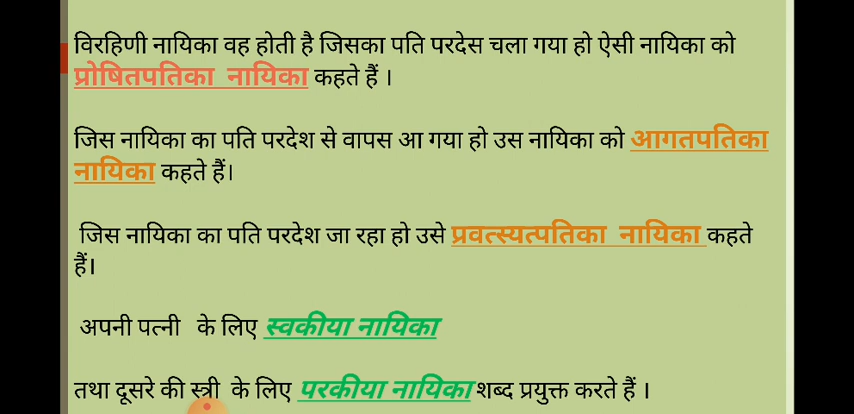 विरहिणी नायिका वह होती है जिसका पति परदेस चला गया हो ऐसी नायिका को
प्रोषितपतिका नायिका कहते हैं ।
जिस नायिका का पति परदेश से वापस आ गया हो उस नायिका को आगतपतिका
नायिका कहते हैं।
जिस नायिका का पति परदेश जा रहा हो उसे प्रवत्स्यत्पतिका नायिका कहते
हैं।
अपनी पत्नी के लिए स्वकीया नायिका
तथा दूसरे की स्त्री के लिए परकीया नायिका शब्द प्रयुक्त करते हैं ।